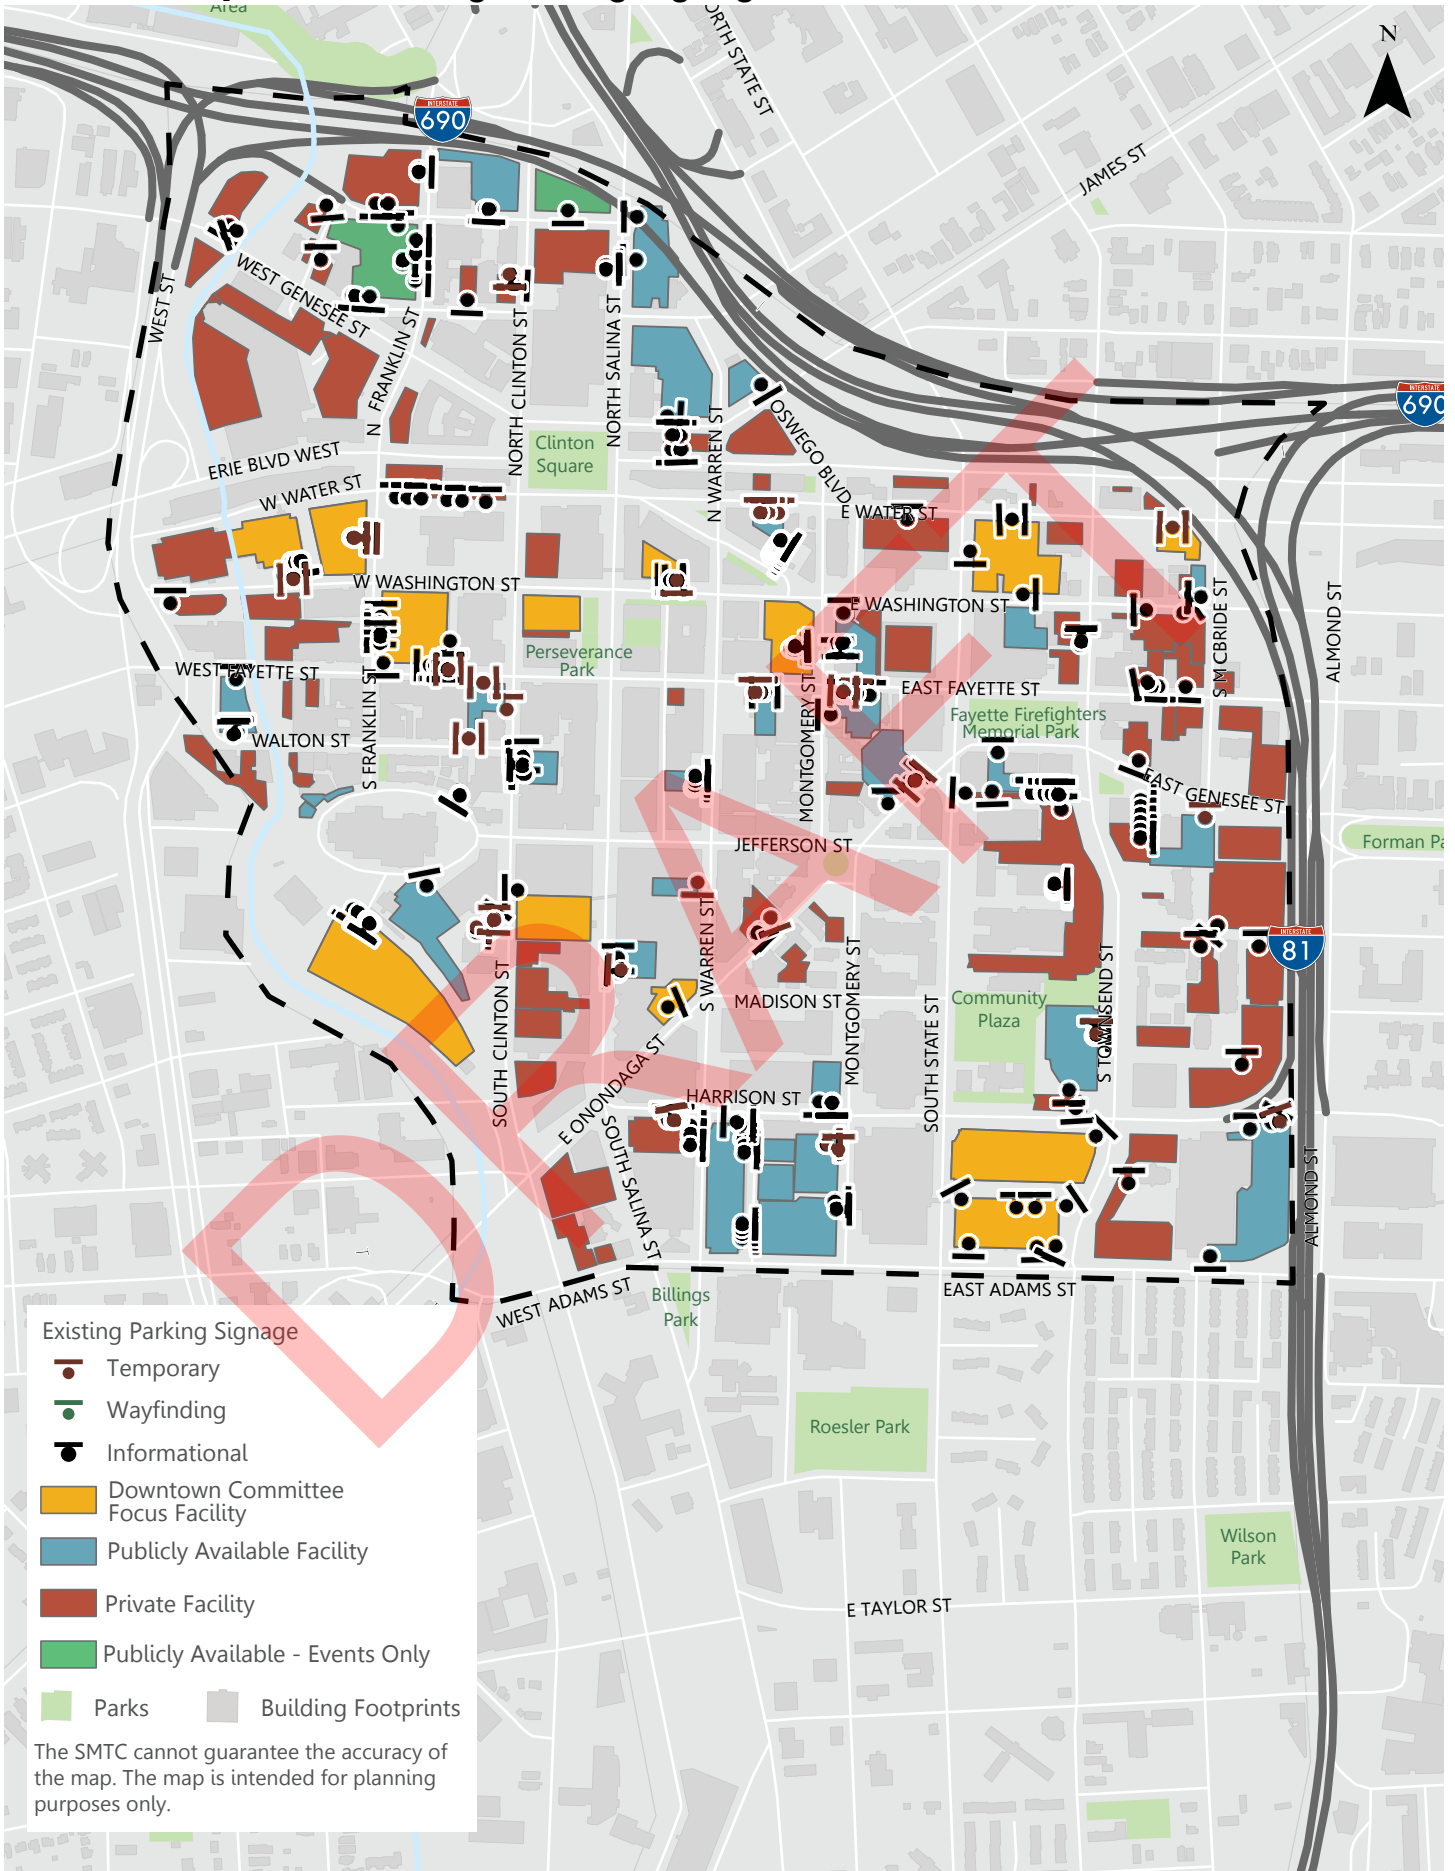 Area
N
NORTH STATE ST
INTERSTATE
690
JAMES ST
WEST GENESEE ST
WEST ST
N FRANKLIN ST
NORTH CLINTON ST
NORTH SALINA ST
INTERSTATE
690
OSWEGO BLVD
N WARREN ST
Clinton
Square
ERIE BLVD WEST
W WATER ST
E WATER ST
W WASHINGTON ST
E WASHINGTON ST
S MCBRIDE ST
ALMOND ST
Perseverance
Park
WEST FAYETTE ST
EAST FAYETTE ST
S FRANKLIN ST
MONTGOMERY ST
Fayette Firefighters
Memorial Park
WALTON ST
EAST GENESEE ST
JEFFERSON ST
S WARREN ST
INTERSTATE
81
SOUTH CLINTON ST
MADISON ST
MONTGOMERY ST
SOUTH STATE ST
Community
Plaza
S TOWNSEND ST
E ONONDAGA ST
HARRISON ST
SOUTH SALINA ST
ALMOND ST
WEST ADAMS ST
EAST ADAMS ST
Billings
Park
Roesler Park
Wilson
Park
E TAYLOR ST
DRAFT
Existing Parking Signage
Temporary
Wayfinding
Informational
Downtown Committee
Focus Facility
Publicly Available Facility
Private Facility
Publicly Available - Events Only
Parks
Building Footprints
The SMTC cannot guarantee the accuracy of
the map. The map is intended for planning
purposes only.